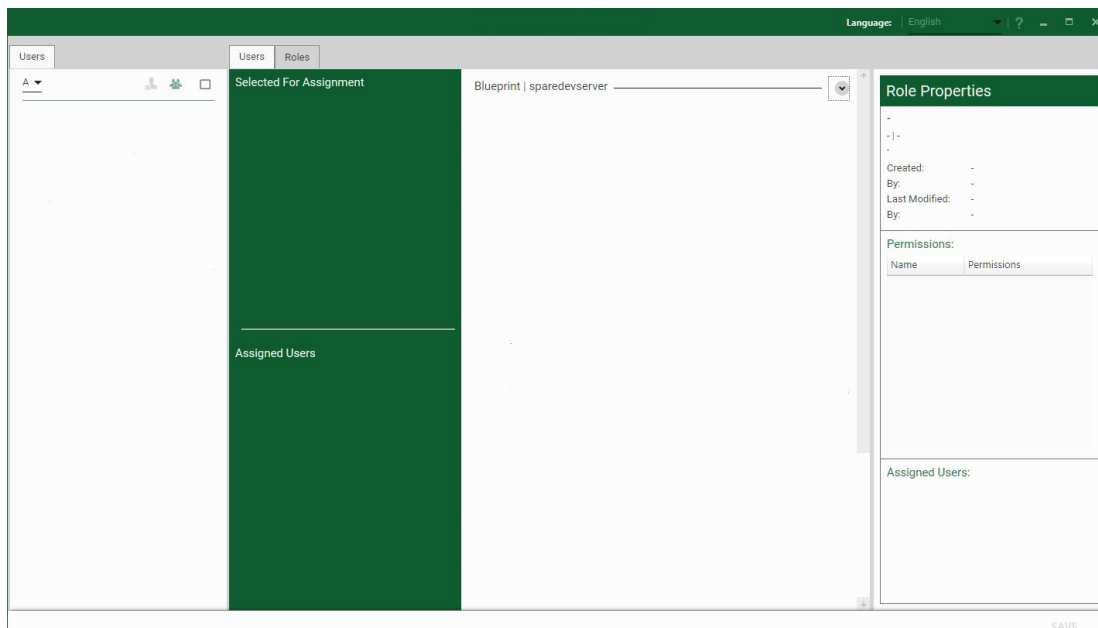 Language: English ?
Users
Users Roles
A
Selected For Assignment
Assigned Users
Blueprint | sparedevserver
Role Properties
-
- | -
-
Created: -
By: -
Last Modified: -
By: -
Permissions:
Name Permissions
Assigned Users:
SAVE